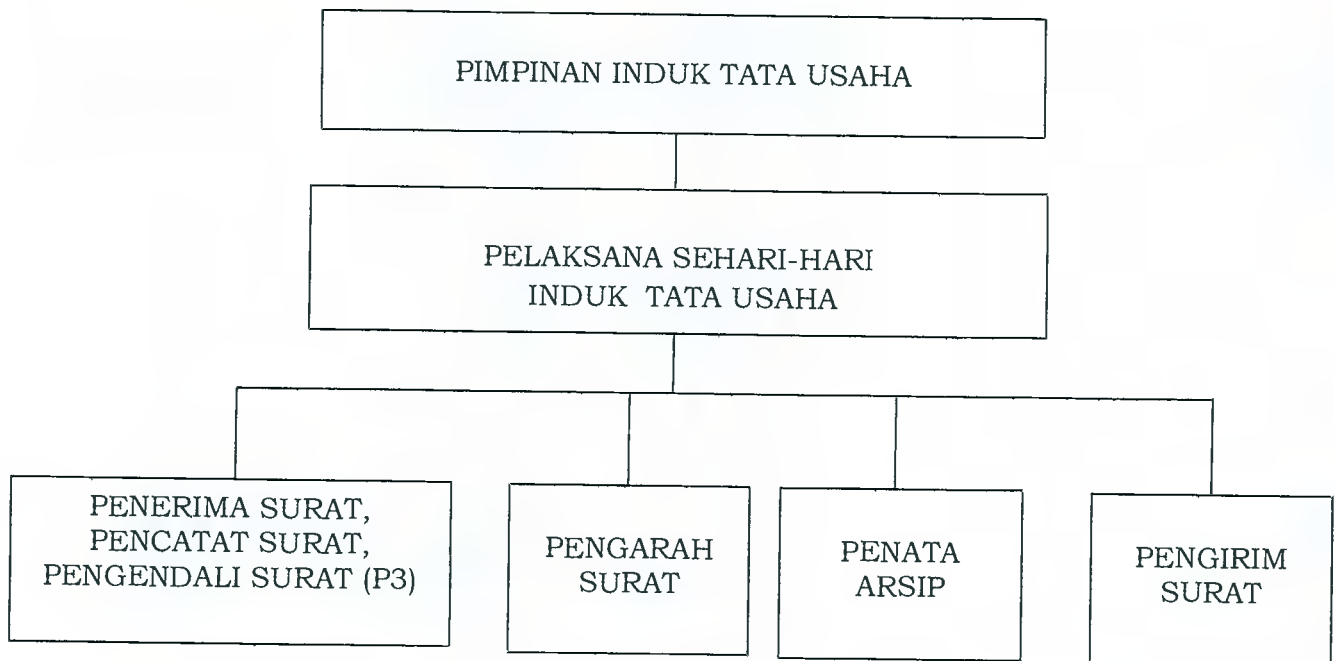 PIMPINAN INDUK TATA USAHA
PELAKSANA SEHARI-HARI
INDUK TATA USAHA
PENERIMA SURAT,
PENCATAT SURAT,
PENGENDALI SURAT (P3)
PENGARAH
SURAT
PENATA
ARSIP
PENGIRIM
SURAT